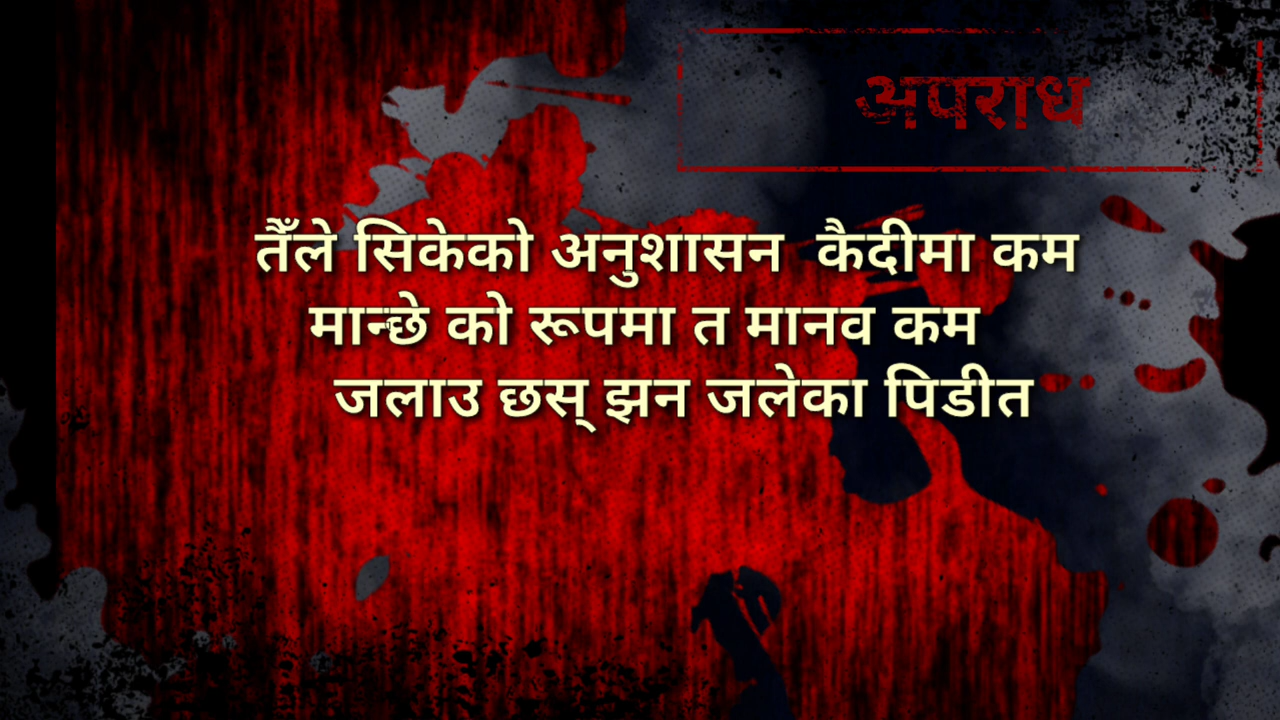 अपराध
तैँले सिकेको अनुशासन कैदीमा कम
मान्छे को रूपमा त मानव कम
जलाउ छस् झन जलेका पिडीत